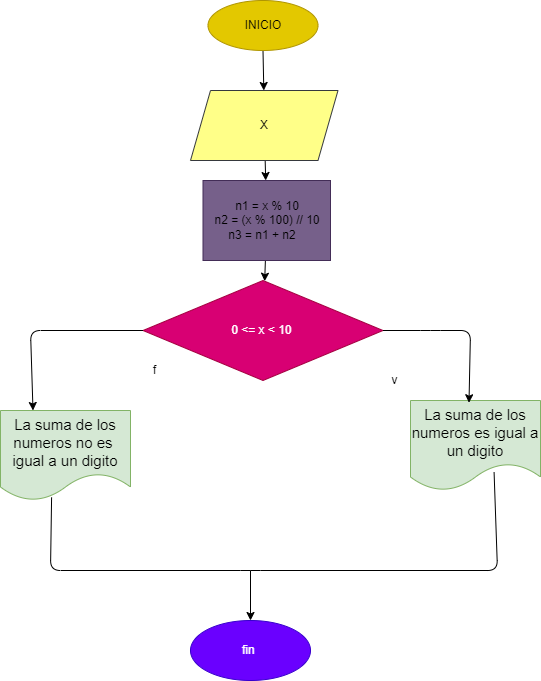 INICIO
X
n1 = x % 10
n2 = (x % 100) // 10
n3 = n1 + n2
0 <= x < 10
f
v
La suma de los
numeros no es
igual a un digito
La suma de los
numeros es igual a
un digito
fin